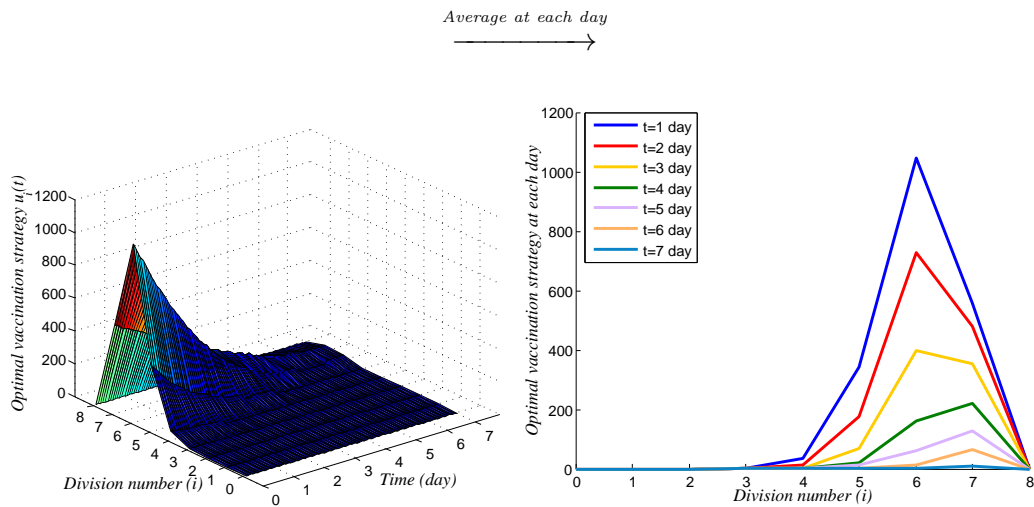 Average at each day
Optimal vaccination strategy u_i(t)
1200
1000
800
600
400
200
0
8
7
6
5
4
3
2
1
0
Division number (i)
0
1
2
3
4
5
6
7
Time (day)
Optimal vaccination strategy at each day
1200
1000
800
600
400
200
0
t=1 day
t=2 day
t=3 day
t=4 day
t=5 day
t=6 day
t=7 day
0 1 2 3 4 5 6 7 8
Division number (i)